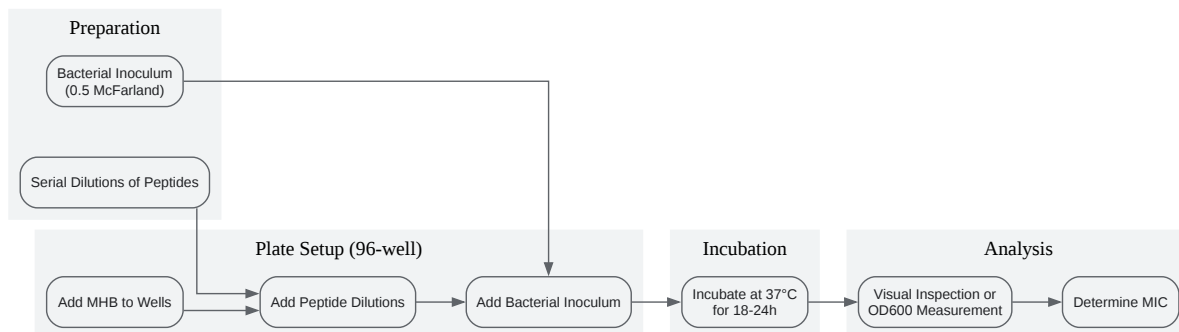 Preparation
Bacterial Inoculum
(0.5 McFarland)
Serial Dilutions of Peptides
Plate Setup (96-well)
Add MHB to Wells
Add Peptide Dilutions
Add Bacterial Inoculum
Incubation
Incubate at 37°C
for 18-24h
Analysis
Visual Inspection or
OD600 Measurement
Determine MIC